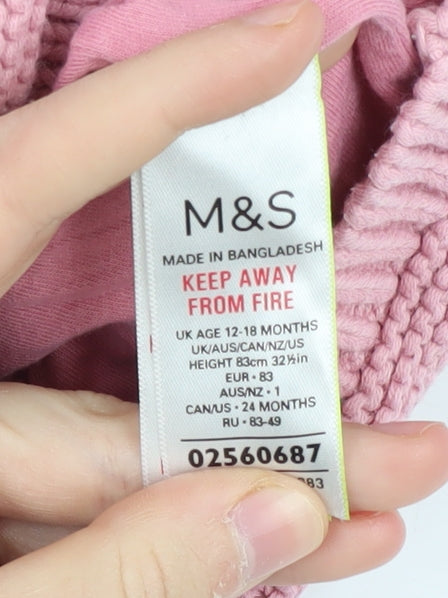 M&S
MADE IN BANGLADESH
KEEP AWAY
FROM FIRE
UK AGE 12-18 MONTHS
UK/AUS/CAN/NZ/US
HEIGHT 83cm 32½in
EUR • 83
AUS/NZ • 1
CAN/US • 24 MONTHS
RU • 83-49
02560687